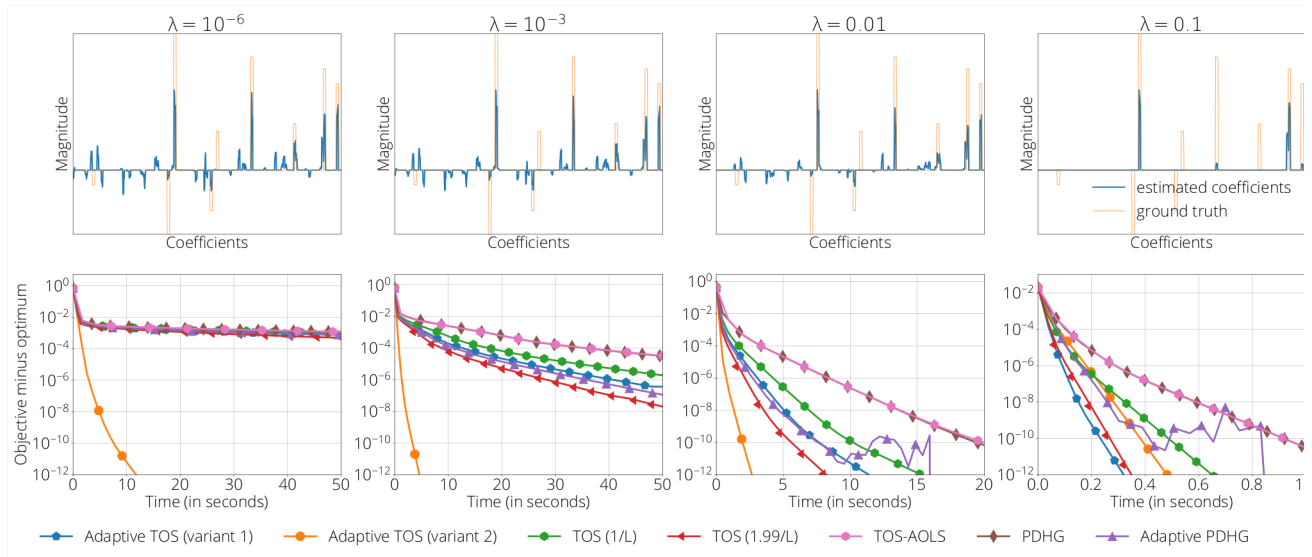 λ = 10⁻⁶
λ = 10⁻³
λ = 0.01
λ = 0.1
Magnitude
Magnitude
Magnitude
Magnitude
estimated coefficients
ground truth
Coefficients
Coefficients
Coefficients
Coefficients
Objective minus optimum
10⁰
10⁻²
10⁻⁴
10⁻⁶
10⁻⁸
10⁻¹⁰
10⁻¹²
0 10 20 30 40 50
Time (in seconds)
10⁰
10⁻²
10⁻⁴
10⁻⁶
10⁻⁸
10⁻¹⁰
10⁻¹²
0 10 20 30 40 50
Time (in seconds)
10⁰
10⁻²
10⁻⁴
10⁻⁶
10⁻⁸
10⁻¹⁰
10⁻¹²
0 5 10 15 20
Time (in seconds)
10⁻²
10⁻⁴
10⁻⁶
10⁻⁸
10⁻¹⁰
10⁻¹²
0.0 0.2 0.4 0.6 0.8
Time (in seconds)
Adaptive TOS (variant 1) Adaptive TOS (variant 2) TOS (1/L) TOS (1.99/L) TOS-AOLS PDHG Adaptive PDHG